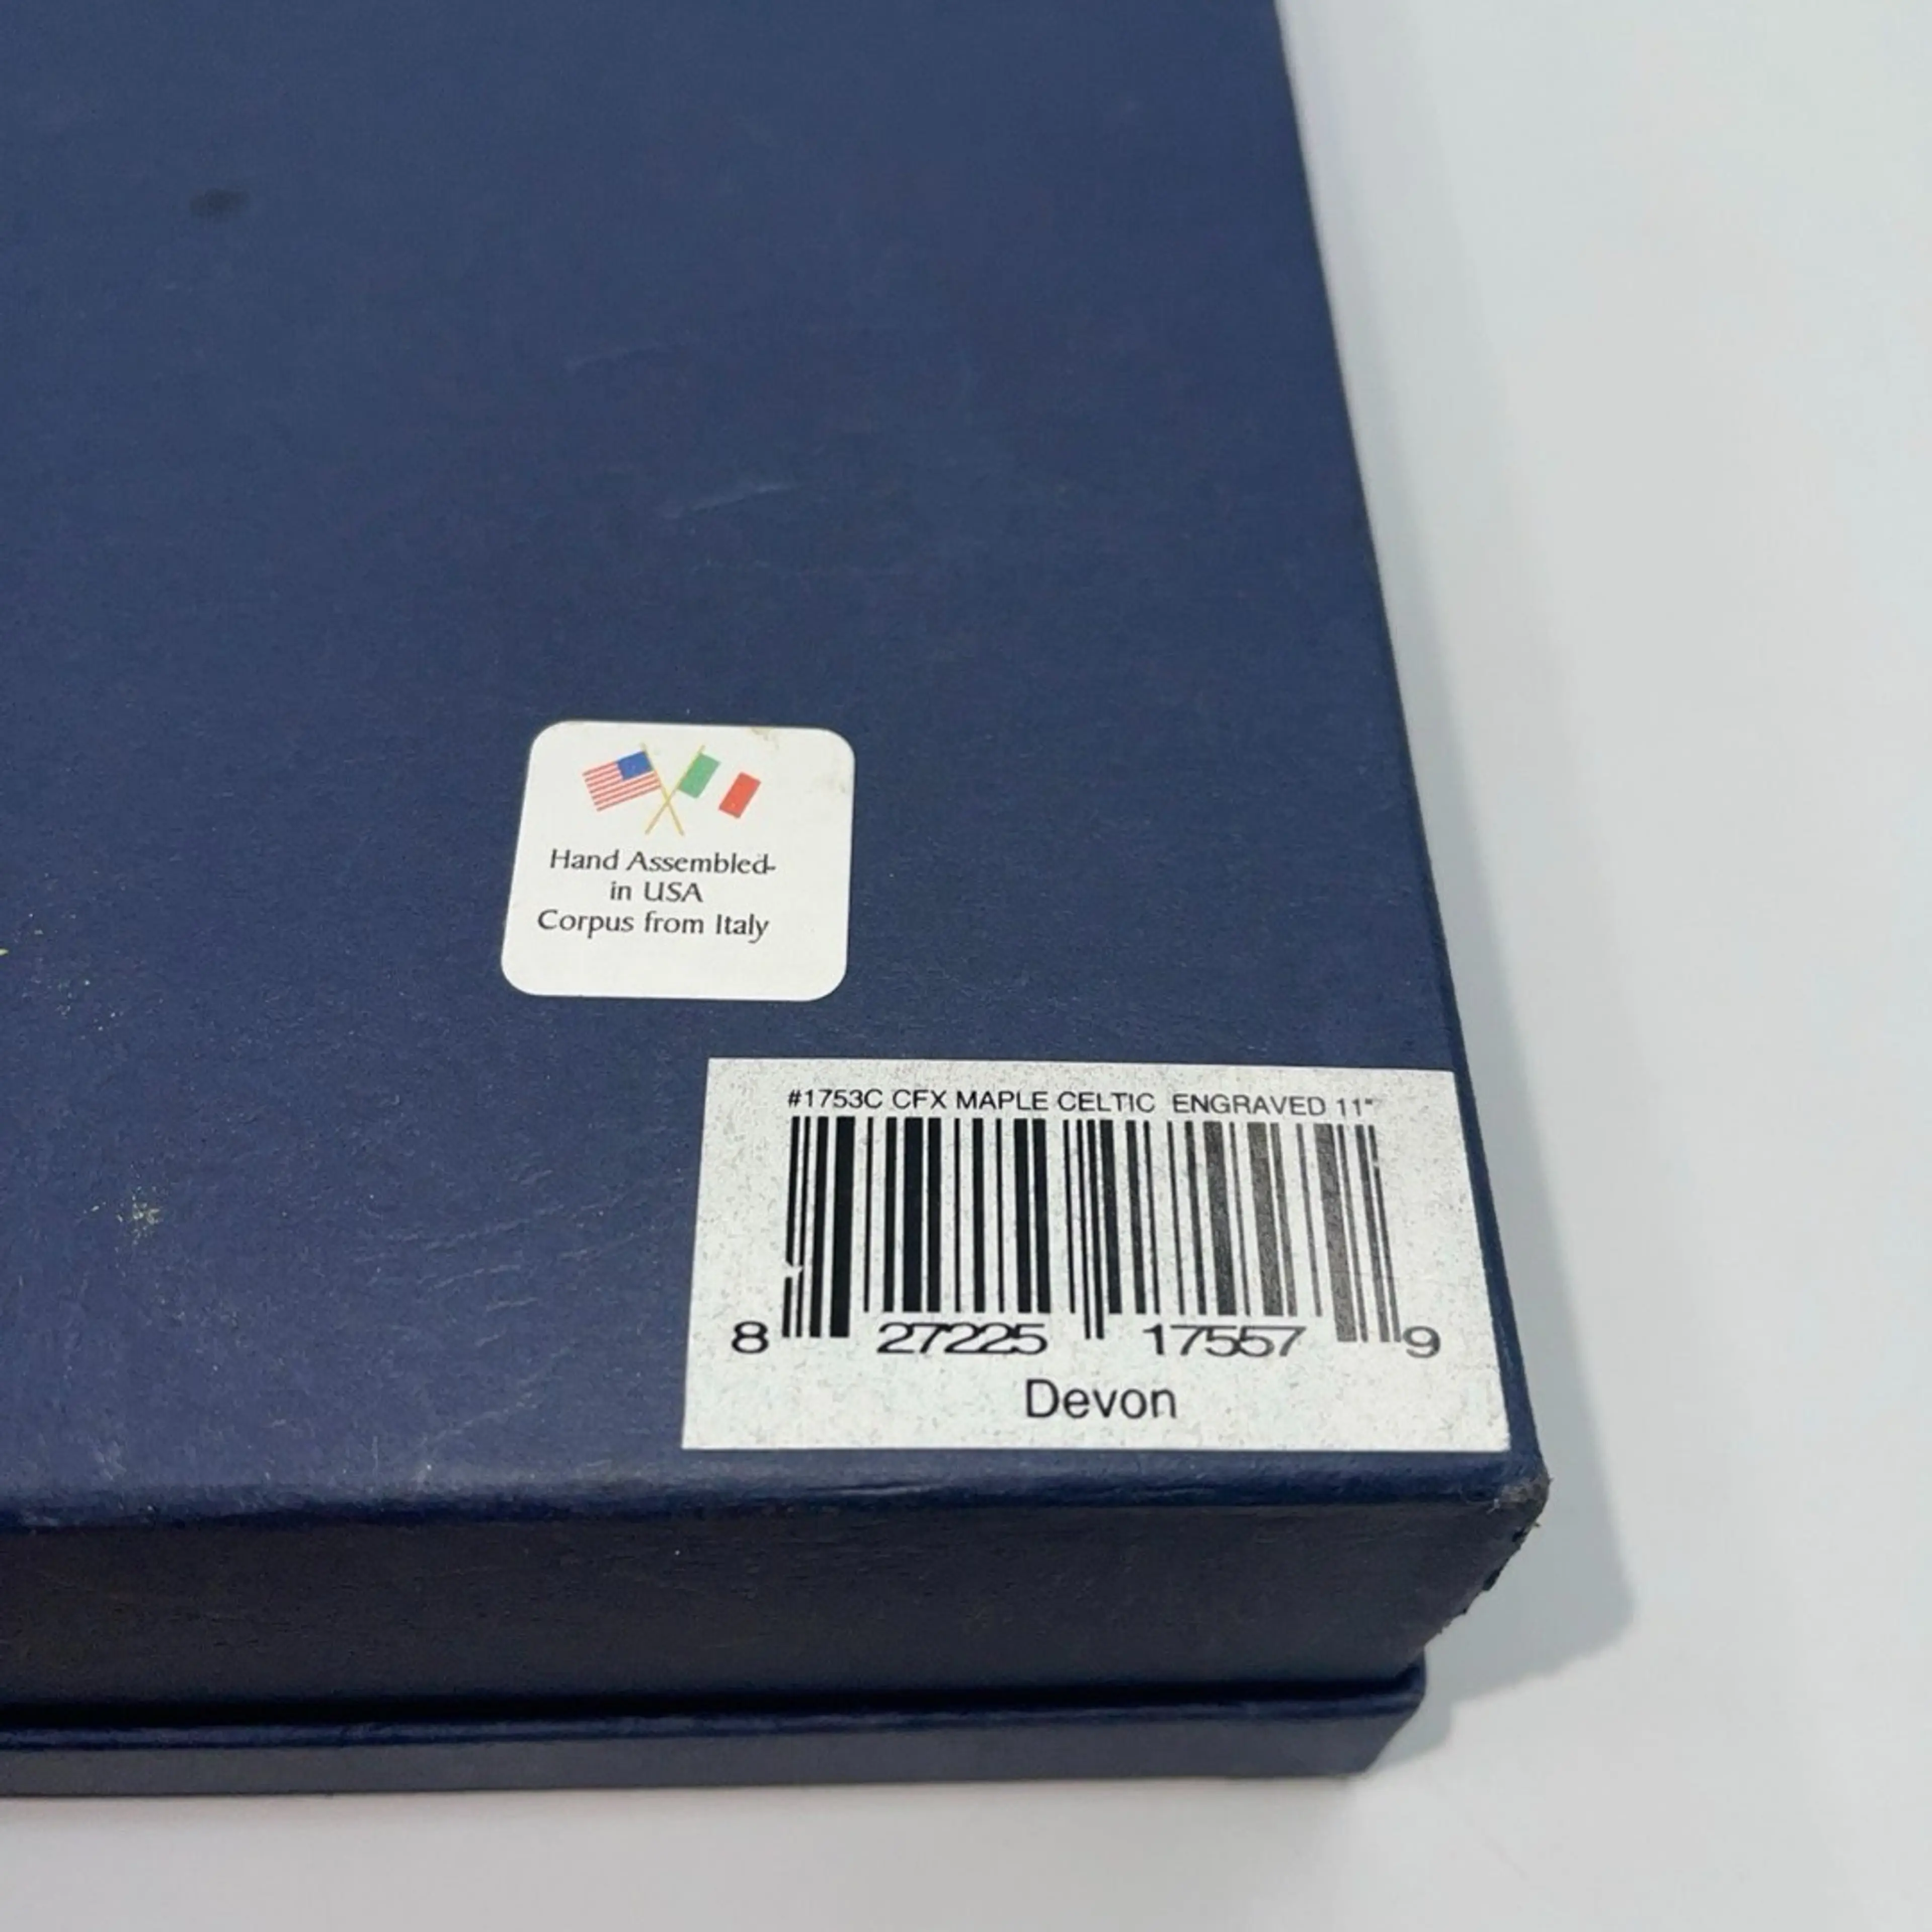 Hand Assembled-
in USA
Corpus from Italy
#1753C CFX MAPLE CELTIC ENGRAVED 11"
8 27225 17557 9
Devon